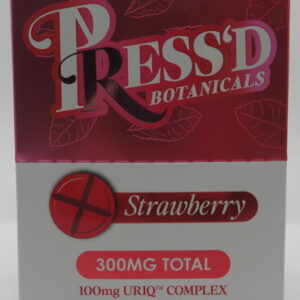 PRESS'D
BOTANICALS
Strawberry
300MG TOTAL
100mg URIQ™ COMPLEX